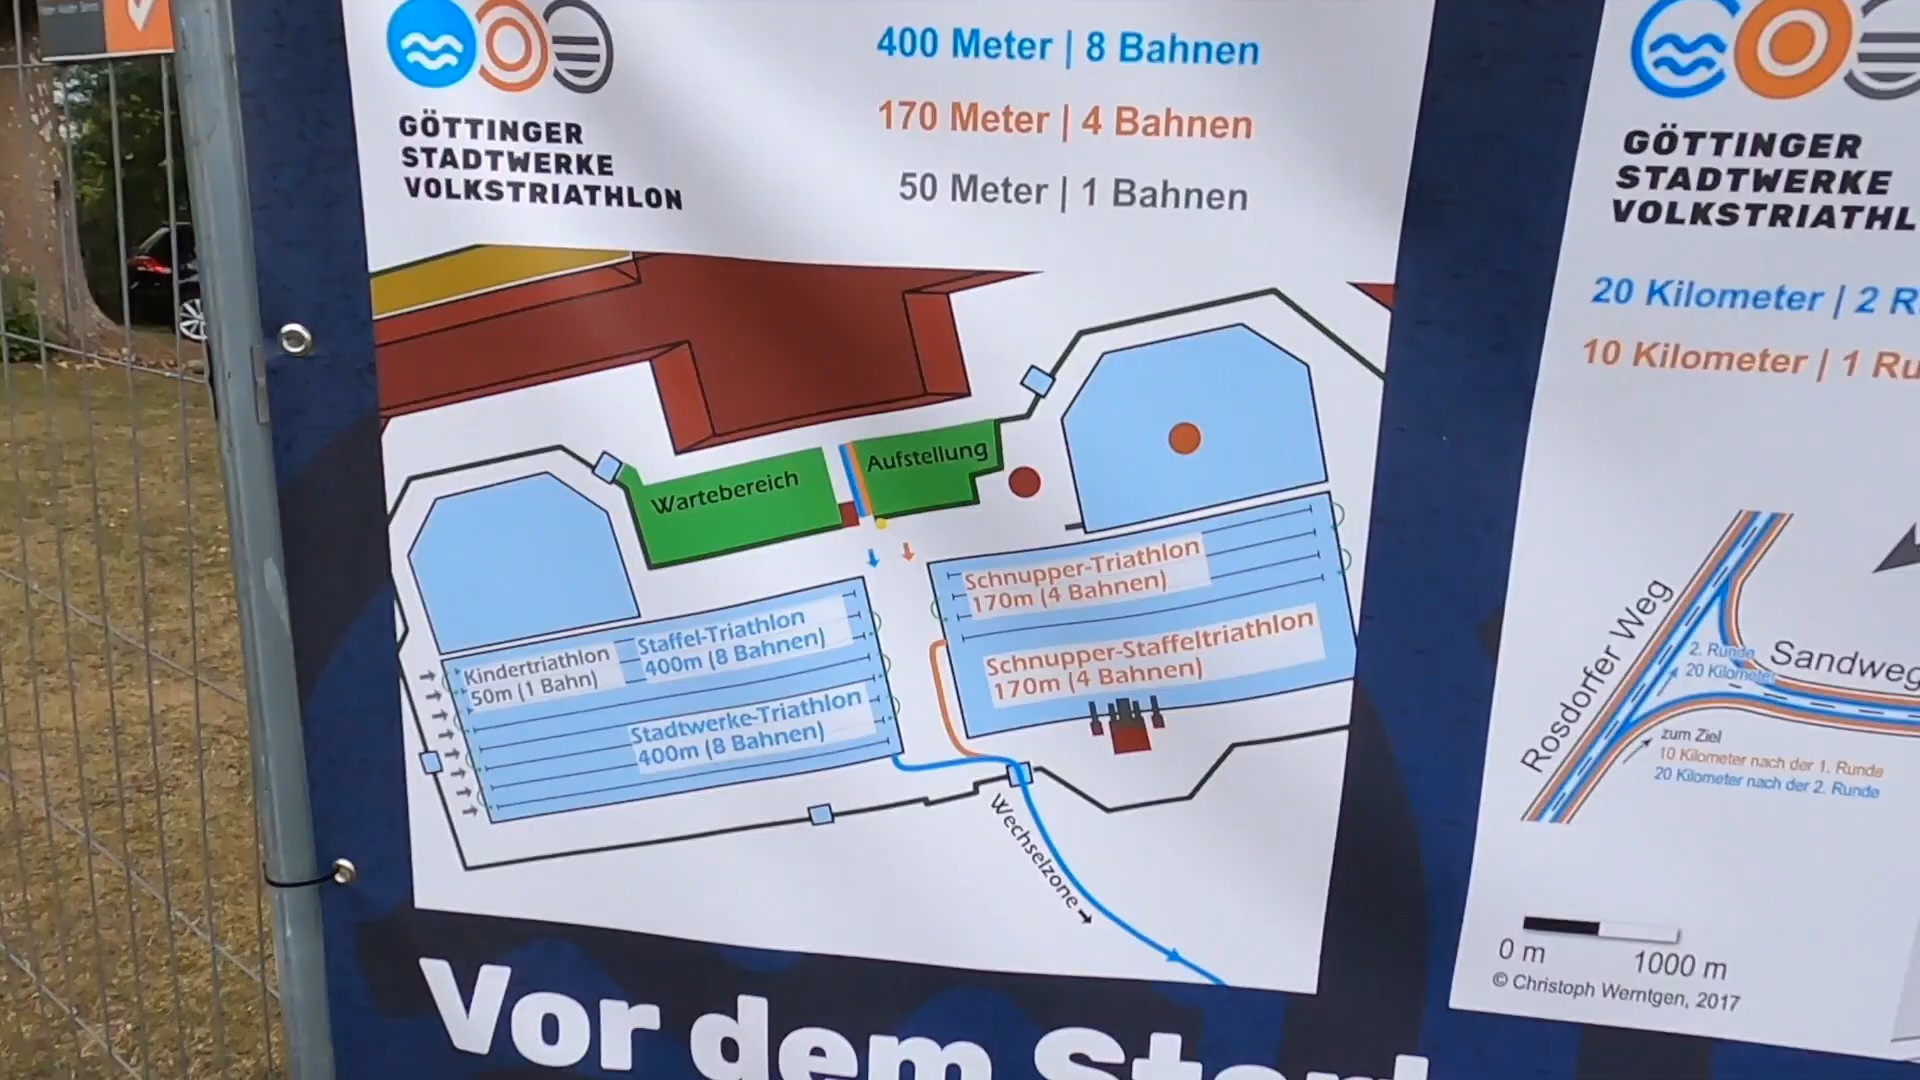 GÖTTINGER
STADTWERKE
VOLKSTRIATHLON
400 Meter | 8 Bahnen
170 Meter | 4 Bahnen
50 Meter | 1 Bahnen
Wartebereich
Aufstellung
Kindertriathlon
50m (1 Bahn)
Staffel-Triathlon
400m (8 Bahnen)
Stadtwerke-Triathlon
400m (8 Bahnen)
Schnupper-Triathlon
170m (4 Bahnen)
Schnupper-Staffeltriathlon
170m (4 Bahnen)
Wechselzone
Vor dem Start
GÖTTINGER
STADTWERKE
VOLKSTRIATHL
20 Kilometer | 2 R
10 Kilometer | 1 Ru
Rosdorfer Weg
2. Runde
20 Kilometer
Sandweg
zum Ziel
10 Kilometer nach der 1. Runde
20 Kilometer nach der 2. Runde
0 m
1000 m
© Christoph Werntgen, 2017